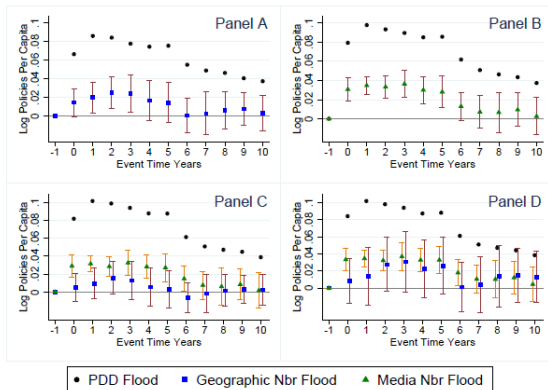 Panel A
Log Policies Per Capita
0 .02 .04 .06 .08 .1
-1 0 1 2 3 4 5 6 7 8 9 10
Event Time Years
Panel B
Log Policies Per Capita
0 .02 .04 .06 .08 .1
-1 0 1 2 3 4 5 6 7 8 9 10
Event Time Years
Panel C
Log Policies Per Capita
0 .02 .04 .06 .08 .1
-1 0 1 2 3 4 5 6 7 8 9 10
Event Time Years
Panel D
Log Policies Per Capita
0 .02 .04 .06 .08 .1
-1 0 1 2 3 4 5 6 7 8 9 10
Event Time Years
PDD Flood Geographic Nbr Flood Media Nbr Flood